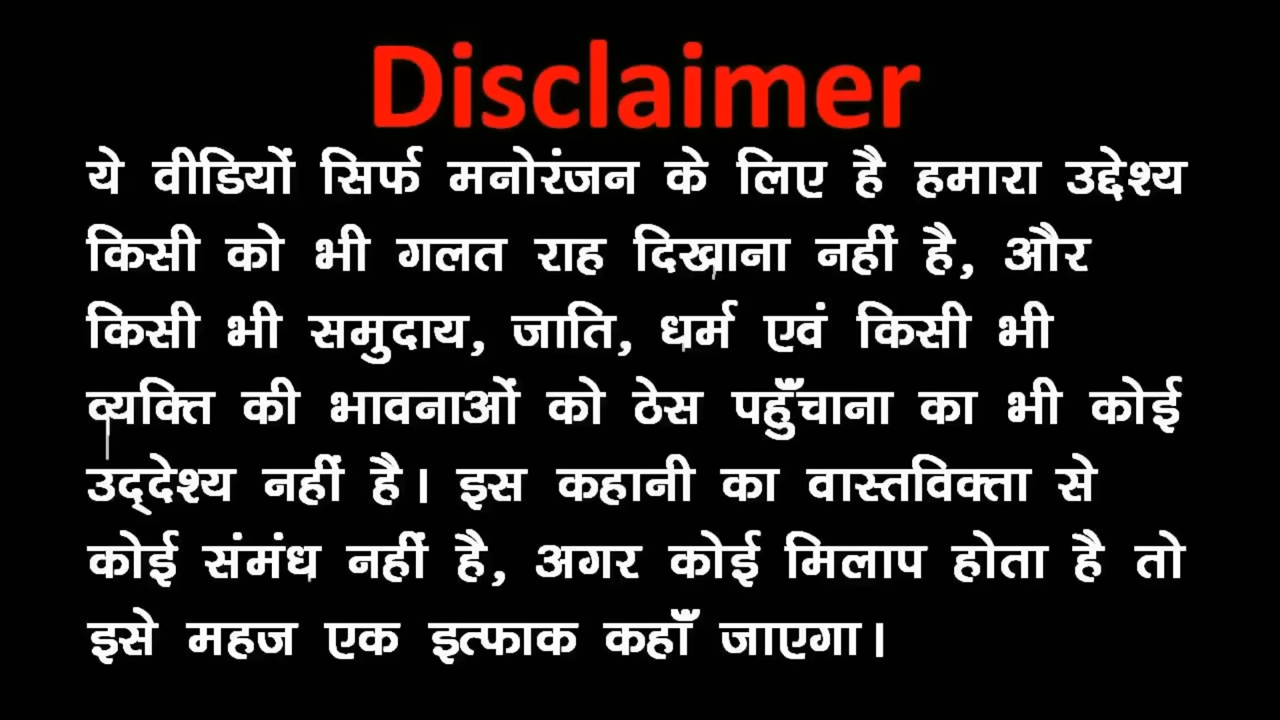 Disclaimer
ये वीडियों सिर्फ मनोरंजन के लिए है हमारा उद्देश्य
किसी को भी गलत राह दिखाना नहीं है, और
किसी भी समुदाय, जाति, धर्म एवं किसी भी
व्यक्ति की भावनाओं को ठेस पहुँचाना का भी कोई
उद्‌देश्य नहीं है। इस कहानी का वास्तविक्ता से
कोई संमंध नहीं है, अगर कोई मिलाप होता है तो
इसे महज एक इत्फाक कहाँ जाएगा।